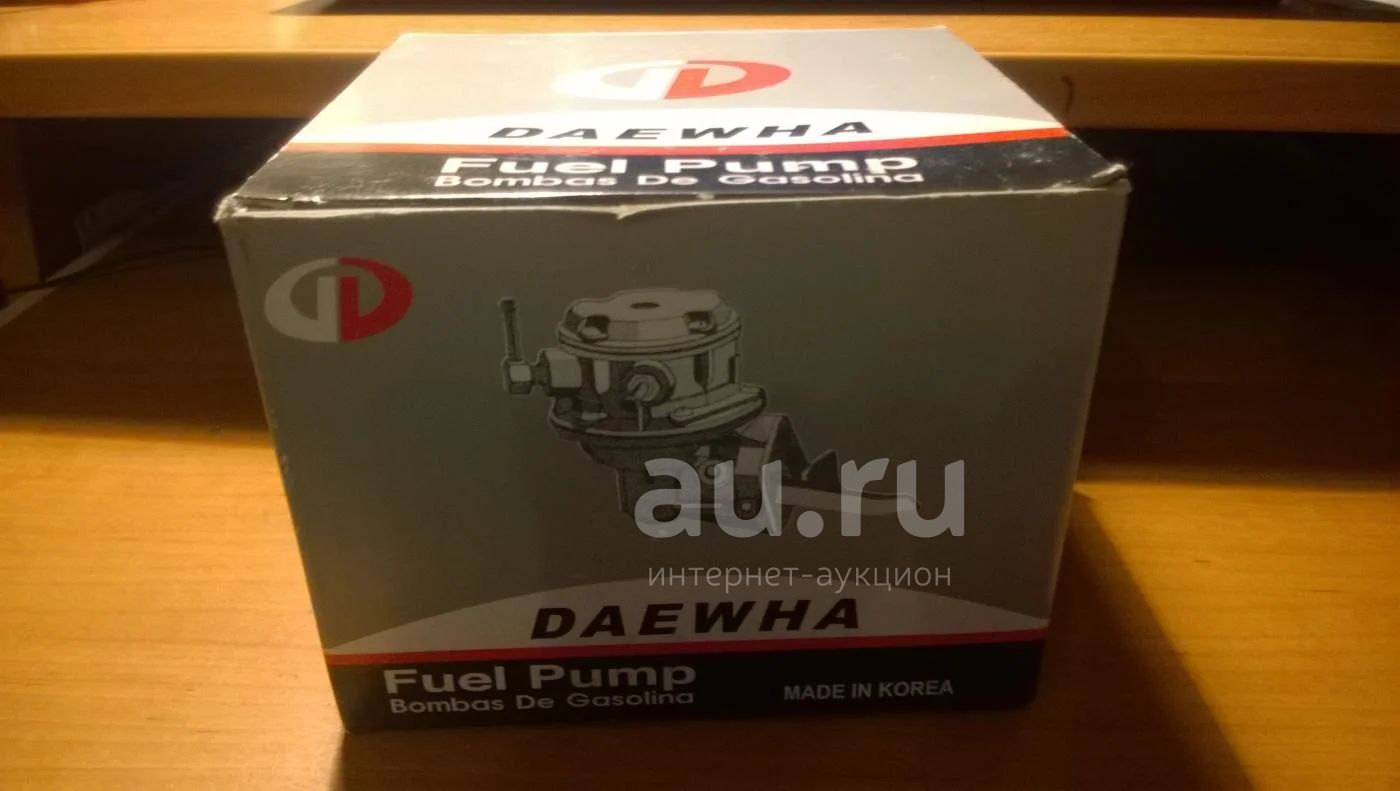 DAEWHA
Fuel Pump
Bombas De Gasolina
au.ru
интернет-аукцион
DAEWHA
Fuel Pump
Bombas De Gasolina
MADE IN KOREA